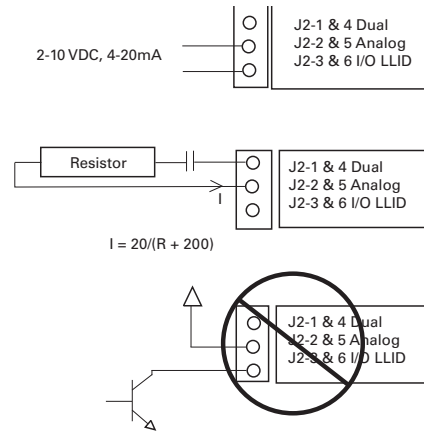 J2-1 & 4 Dual
2-10 VDC, 4-20mA
J2-2 & 5 Analog
J2-3 & 6 I/O LLID
Resistor
J2-1 & 4 Dual
J2-2 & 5 Analog
J2-3 & 6 I/O LLID
I
I = 20/(R + 200)
J2-1 & 4 Dual
J2-2 & 5 Analog
J2-3 & 6 I/O LLID